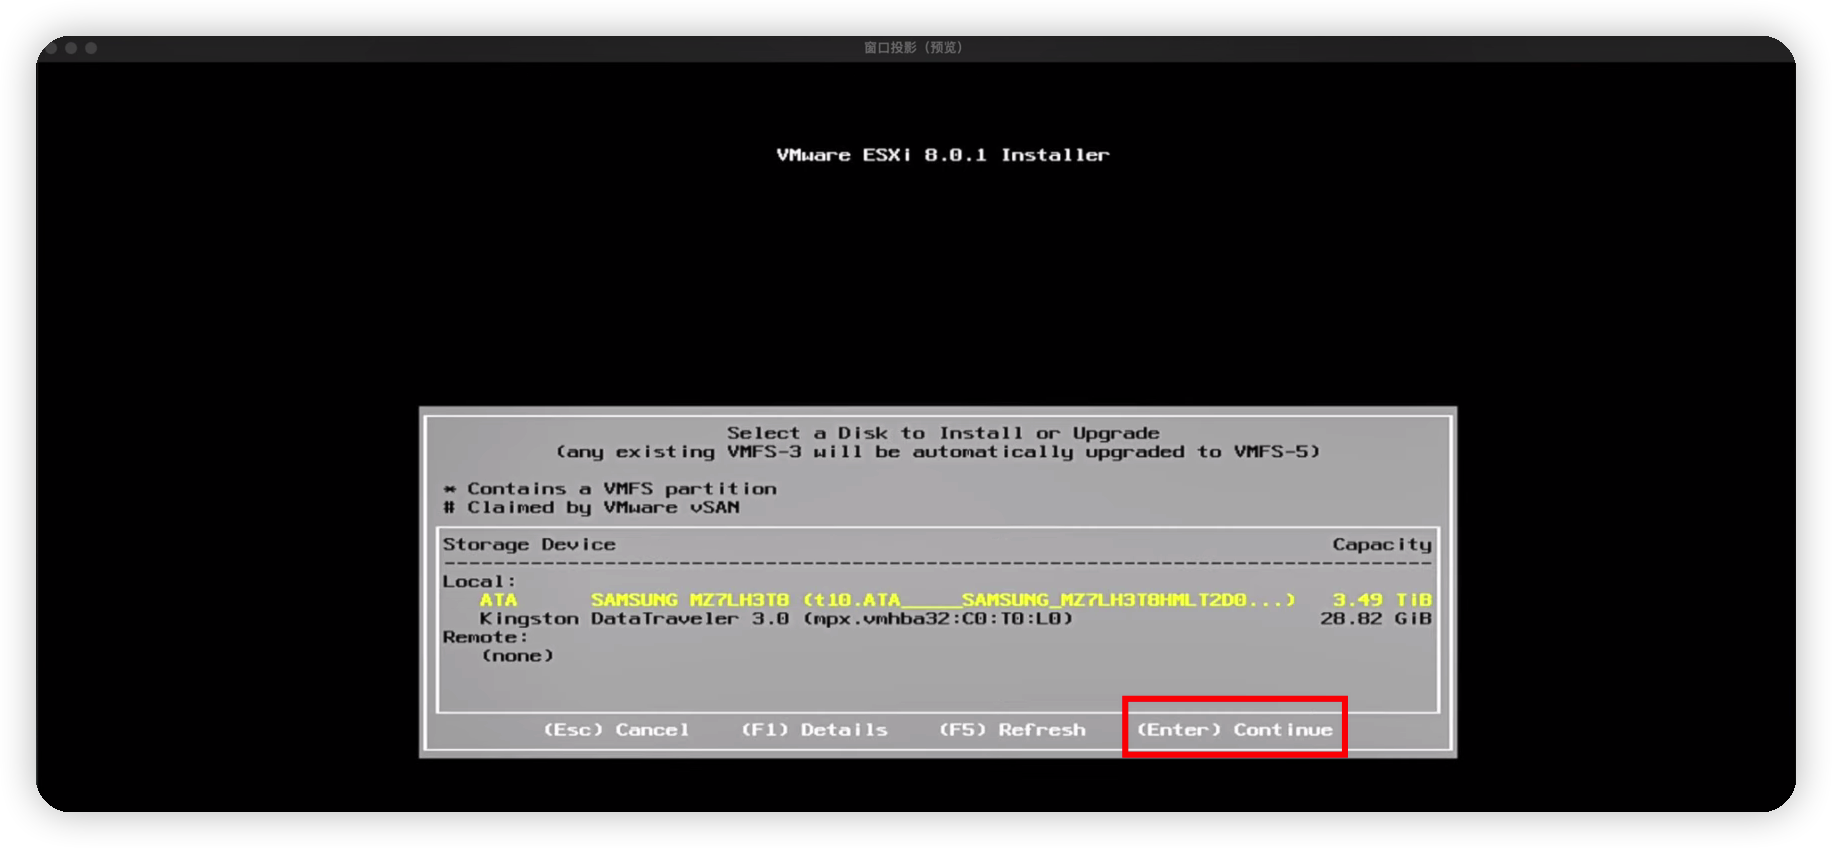 窗口投影（预览）
VMware ESXi 8.0.1 Installer
Select a Disk to Install or Upgrade
(any existing VMFS-3 will be automatically upgraded to VMFS-5)
* Contains a VMFS partition
# Claimed by VMware vSAN
Storage Device Capacity
--------------------------------------------------------------------------------
Local:
ATA SAMSUNG MZ7LH3T8 (t10.ATA_____SAMSUNG_MZ7LH3T8HMLT2D0...) 3.49 TiB
Kingston DataTraveler 3.0 (mpx.vmhba32:C0:T0:L0) 28.82 GiB
Remote:
(none)
(Esc) Cancel (F1) Details (F5) Refresh (Enter) Continue